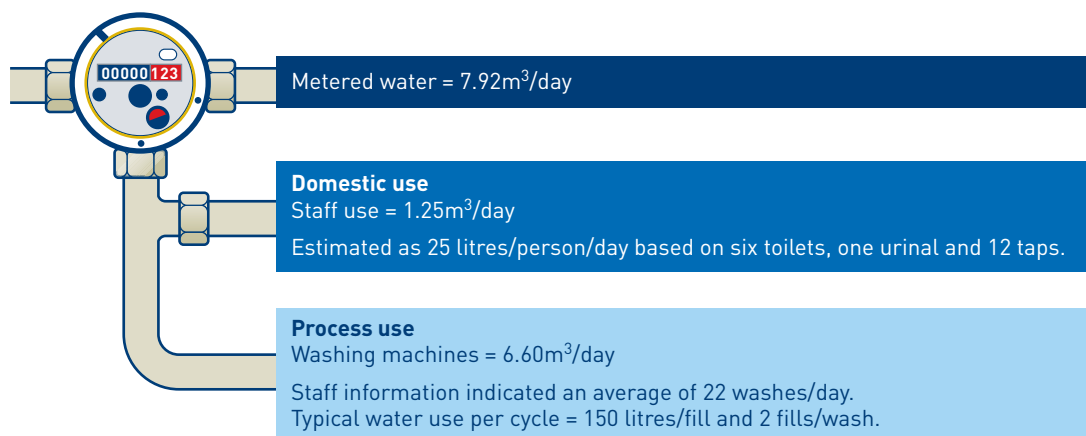 00000123
Metered water = 7.92m³/day
Domestic use
Staff use = 1.25m³/day
Estimated as 25 litres/person/day based on six toilets, one urinal and 12 taps.
Process use
Washing machines = 6.60m³/day
Staff information indicated an average of 22 washes/day.
Typical water use per cycle = 150 litres/fill and 2 fills/wash.